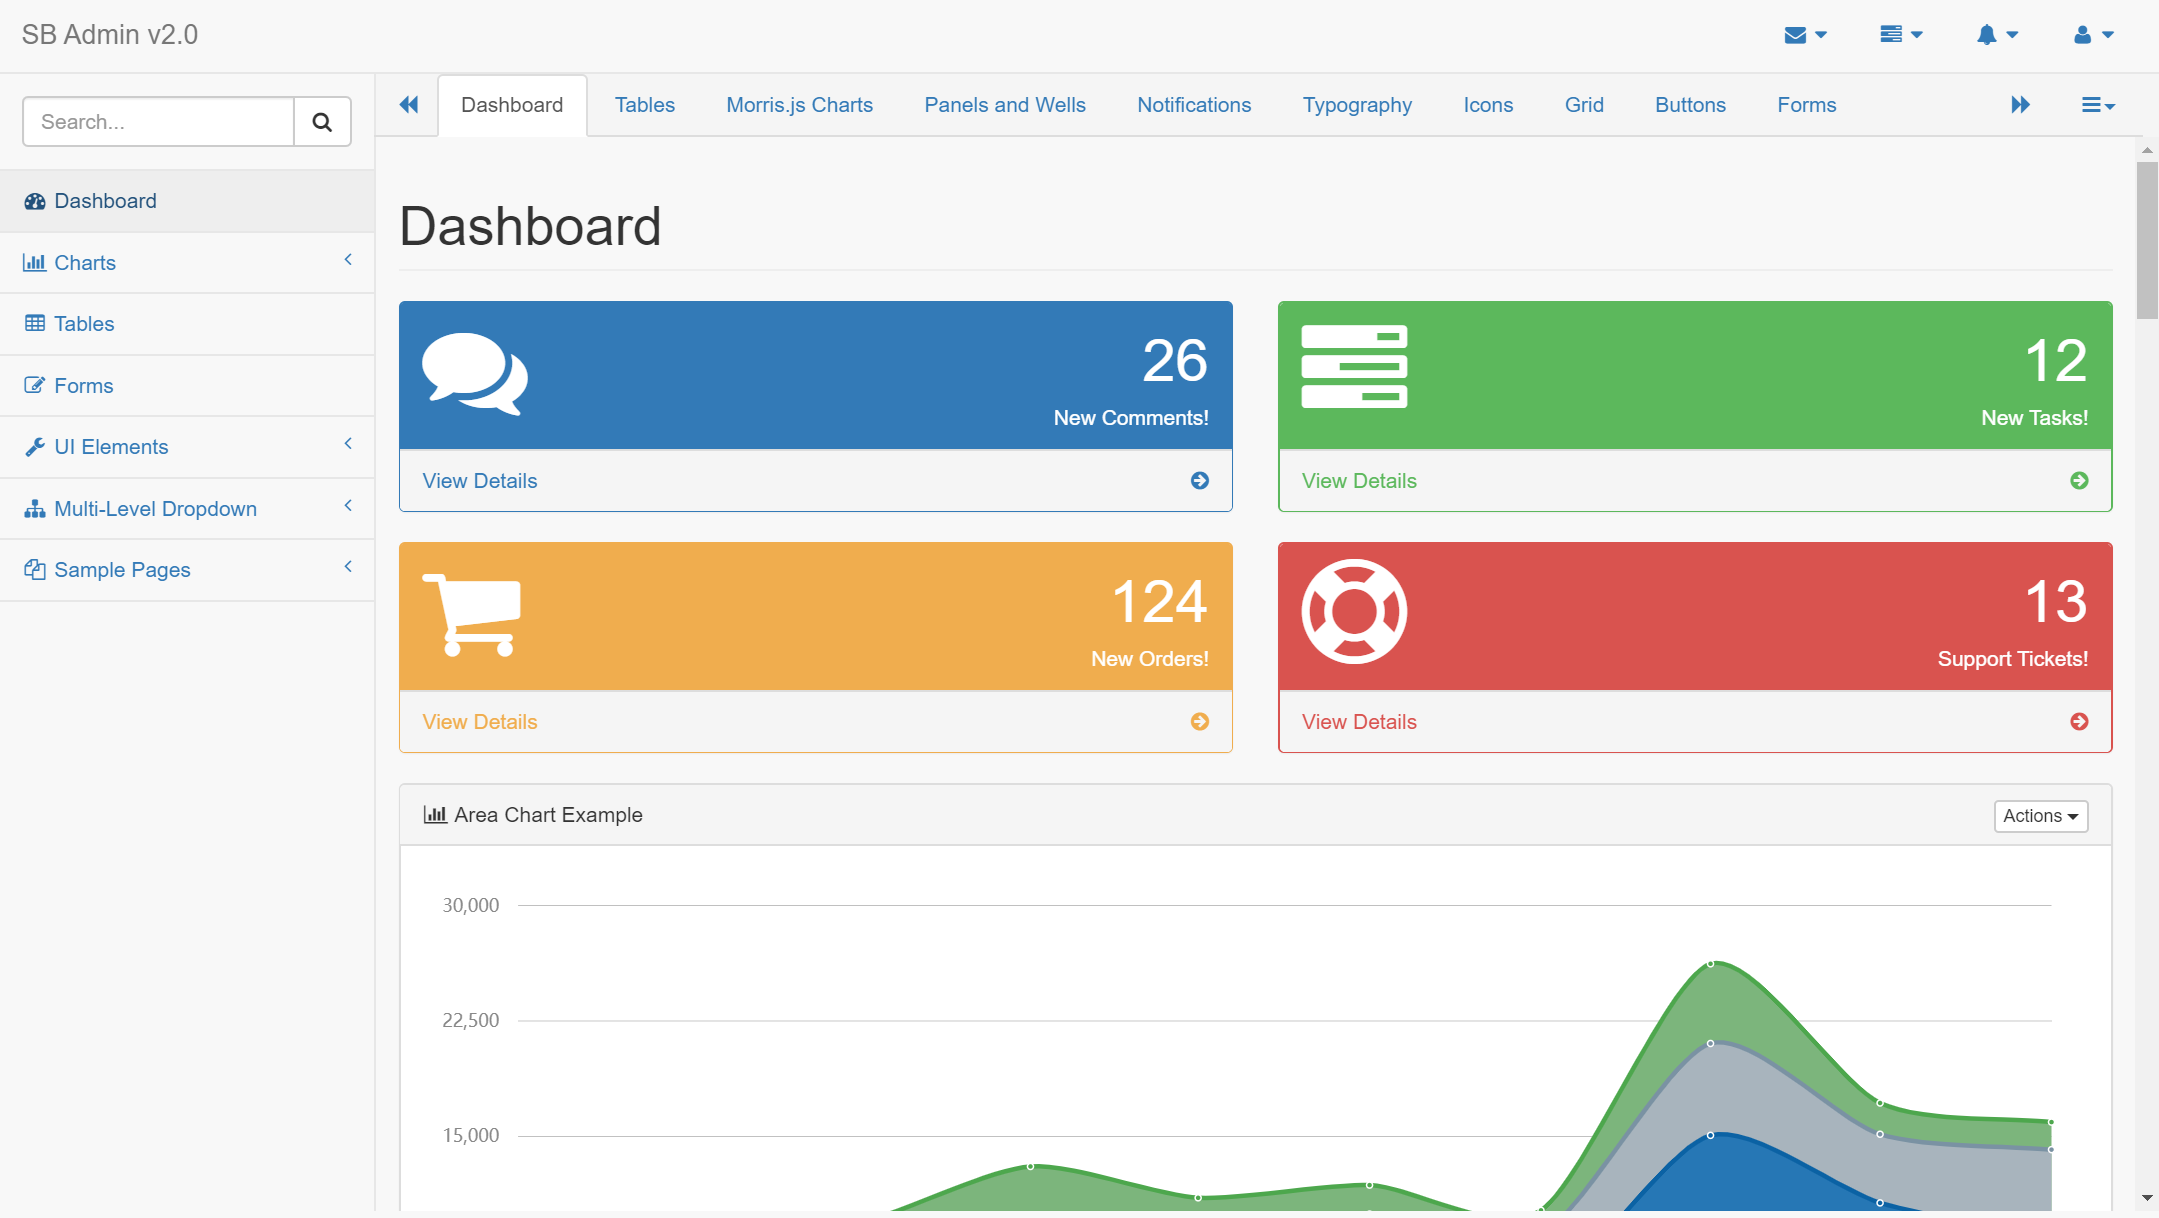 SB Admin v2.0
Search...
Dashboard
Charts
Tables
Forms
UI Elements
Multi-Level Dropdown
Sample Pages
Dashboard Tables Morris.js Charts Panels and Wells Notifications Typography Icons Grid Buttons Forms
Dashboard
26
New Comments!
View Details
12
New Tasks!
View Details
124
New Orders!
View Details
13
Support Tickets!
View Details
Area Chart Example
Actions
30,000
22,500
15,000